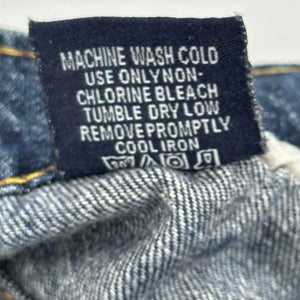 MACHINE WASH COLD
USE ONLY NON-
CHLORINE BLEACH
TUMBLE DRY LOW
REMOVE PROMPTLY
COOL IRON